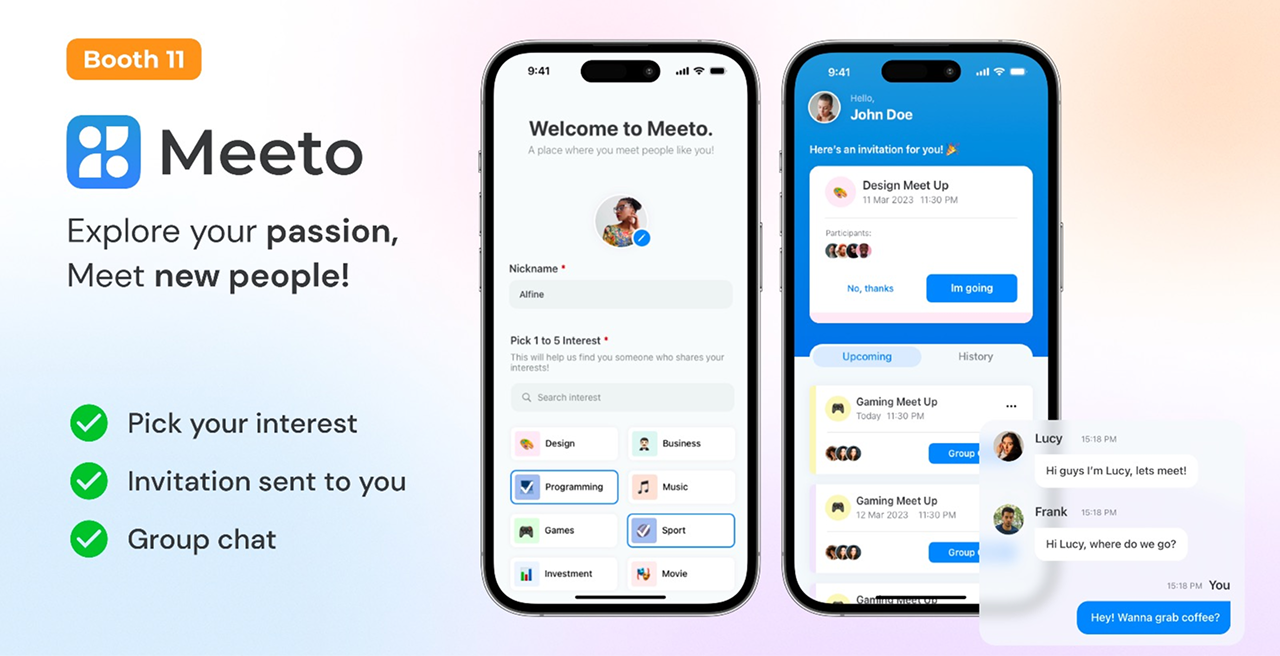 Booth 11
Meeto
Explore your passion,
Meet new people!
Pick your interest
Invitation sent to you
Group chat
9:41
Welcome to Meeto.
A place where you meet people like you!
Nickname *
Alfine
Pick 1 to 5 Interest *
This will help us find you someone who shares your
interests!
Search interest
Design
Business
Programming
Music
Games
Sport
Investment
Movie
9:41
Hello,
John Doe
Here's an invitation for you!
Design Meet Up
11 Mar 2023 11:30 PM
Participants:
No, thanks
Im going
Upcoming
History
Gaming Meet Up
Today 11:30 PM
Group
Gaming Meet Up
12 Mar 2023 11:30 PM
Group
Gaming Meet Up
Lucy 15:18 PM
Hi guys I'm Lucy, lets meet!
Frank 15:18 PM
Hi Lucy, where do we go?
15:18 PM You
Hey! Wanna grab coffee?